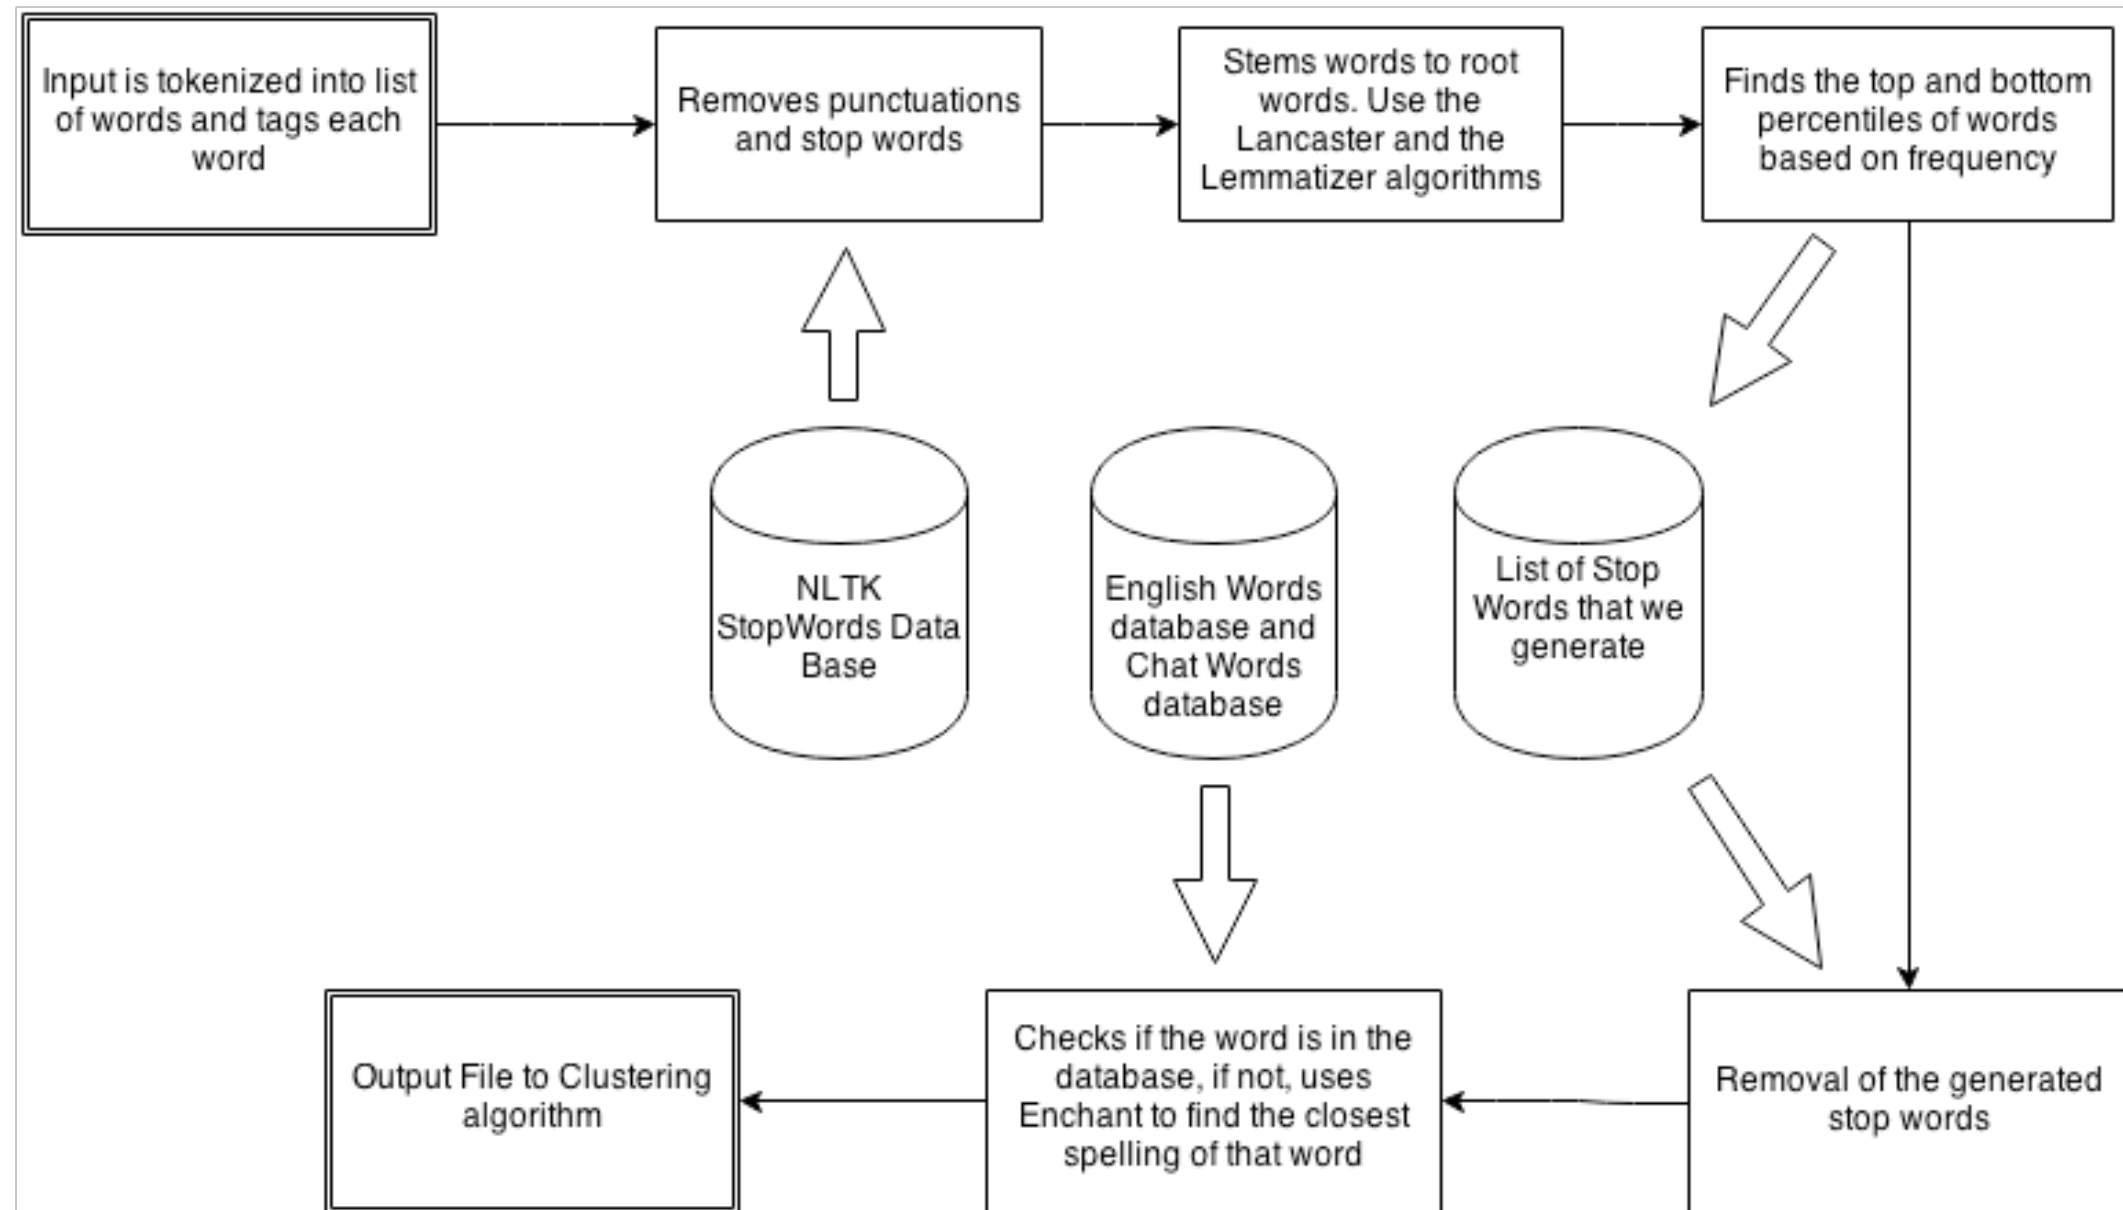 Input is tokenized into list
of words and tags each
word
Removes punctuations
and stop words
Stems words to root
words. Use the
Lancaster and the
Lemmatizer algorithms
Finds the top and bottom
percentiles of words
based on frequency
NLTK
StopWords Data
Base
English Words
database and
Chat Words
database
List of Stop
Words that we
generate
Output File to Clustering
algorithm
Checks if the word is in the
database, if not, uses
Enchant to find the closest
spelling of that word
Removal of the generated
stop words